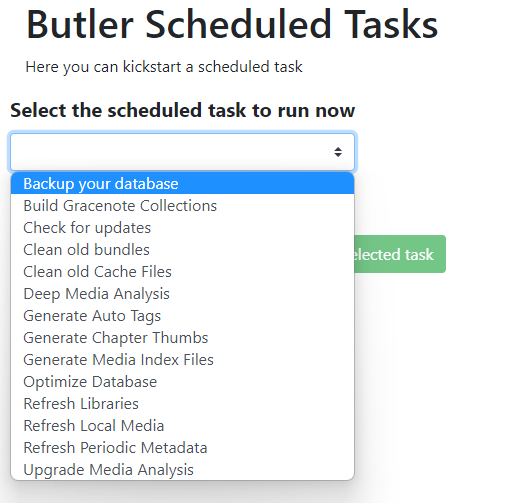 Butler Scheduled Tasks
Here you can kickstart a scheduled task
Select the scheduled task to run now
Backup your database
Build Gracenote Collections
Check for updates
Clean old bundles
elected task
Clean old Cache Files
Deep Media Analysis
Generate Auto Tags
Generate Chapter Thumbs
Generate Media Index Files
Optimize Database
Refresh Libraries
Refresh Local Media
Refresh Periodic Metadata
Upgrade Media Analysis